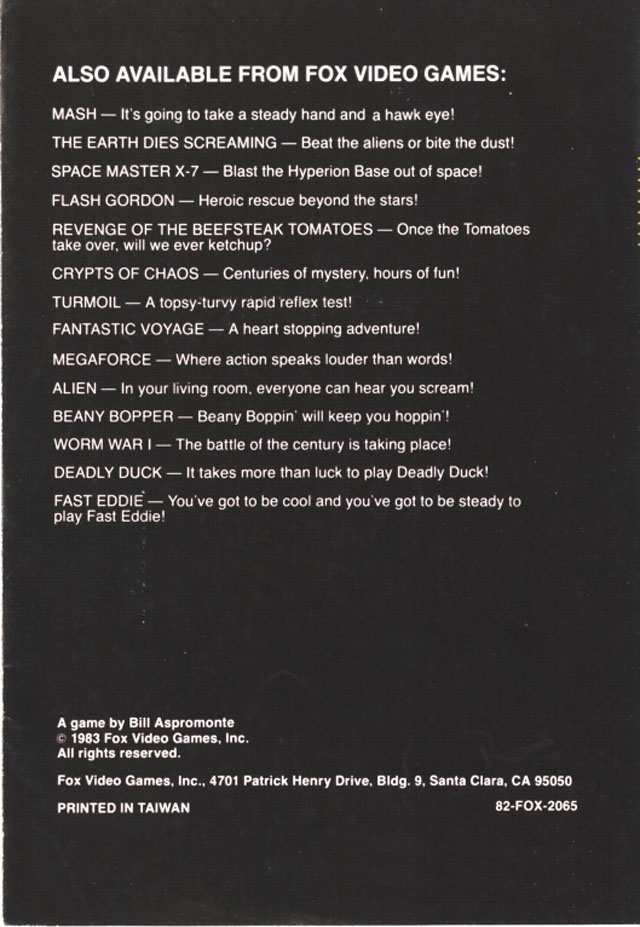 ALSO AVAILABLE FROM FOX VIDEO GAMES:
MASH — It's going to take a steady hand and a hawk eye!
THE EARTH DIES SCREAMING — Beat the aliens or bite the dust!
SPACE MASTER X-7 — Blast the Hyperion Base out of space!
FLASH GORDON — Heroic rescue beyond the stars!
REVENGE OF THE BEEFSTEAK TOMATOES — Once the Tomatoes
take over, will we ever ketchup?
CRYPTS OF CHAOS — Centuries of mystery, hours of fun!
TURMOIL — A topsy-turvy rapid reflex test!
FANTASTIC VOYAGE — A heart stopping adventure!
MEGAFORCE — Where action speaks louder than words!
ALIEN — In your living room, everyone can hear you scream!
BEANY BOPPER — Beany Boppin' will keep you hoppin'!
WORM WAR I — The battle of the century is taking place!
DEADLY DUCK — It takes more than luck to play Deadly Duck!
FAST EDDIE — You've got to be cool and you've got to be steady to
play Fast Eddie!
A game by Bill Aspromonte
© 1983 Fox Video Games, Inc.
All rights reserved.
Fox Video Games, Inc., 4701 Patrick Henry Drive, Bldg. 9, Santa Clara, CA 95050
PRINTED IN TAIWAN 82-FOX-2065